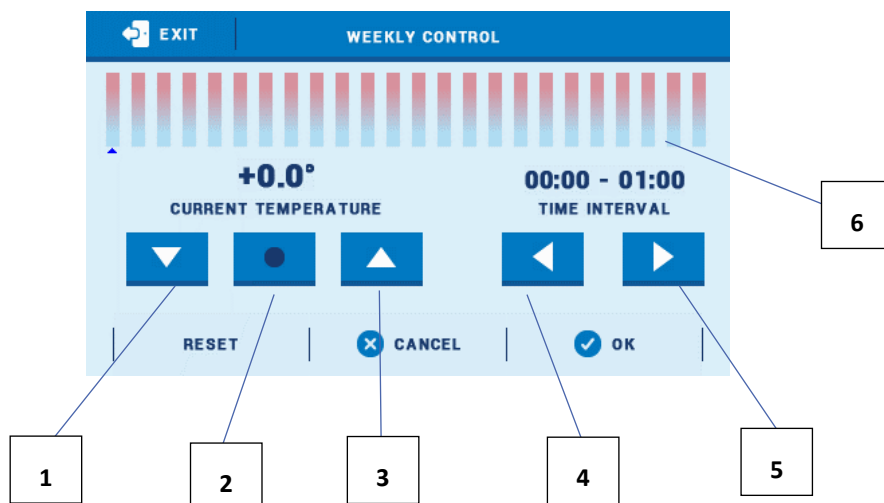 EXIT WEEKLY CONTROL
+0.0° 00:00 - 01:00
CURRENT TEMPERATURE TIME INTERVAL
6
RESET CANCEL OK
1 2 3 4 5